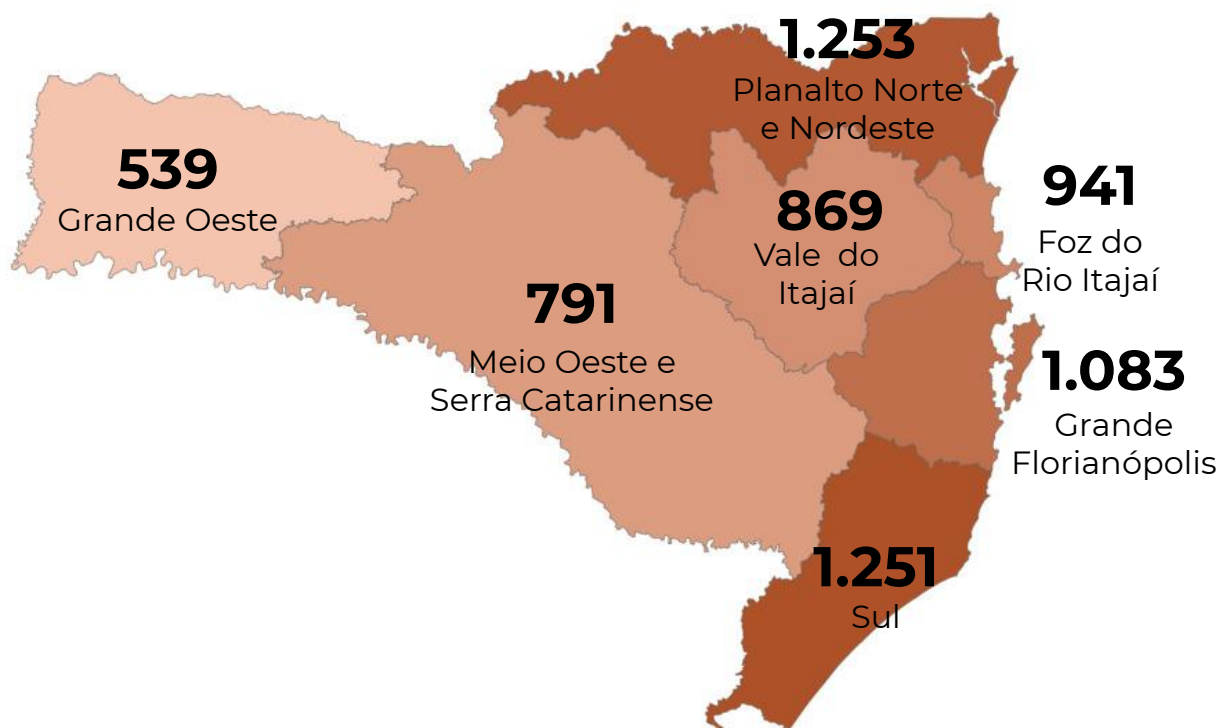 1.253
Planalto Norte
e Nordeste
539
Grande Oeste
869
Vale do
Itajaí
941
Foz do
Rio Itajaí
791
Meio Oeste e
Serra Catarinense
1.083
Grande
Florianópolis
1.251
Sul